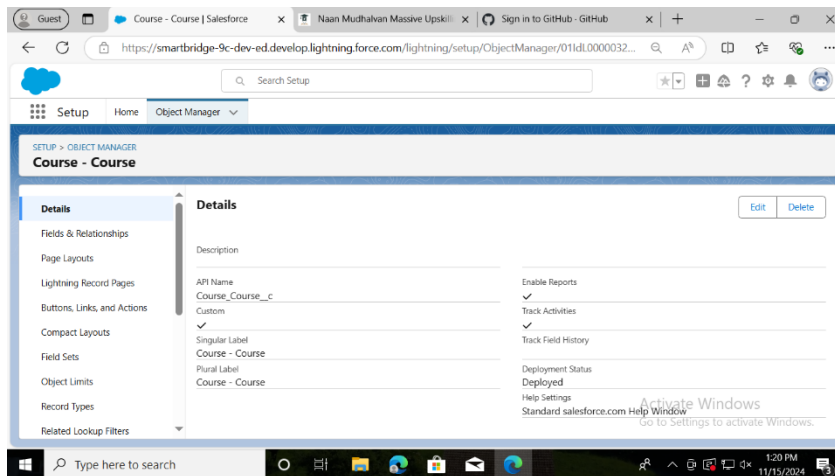 Guest
Course - Course | Salesforce
Naan Mudhalvan Massive Upskill
Sign in to GitHub · GitHub
https://smartbridge-9c-dev-ed.develop.lightning.force.com/lightning/setup/ObjectManager/01IdL0000032...
Search Setup
Setup
Home
Object Manager
SETUP > OBJECT MANAGER
Course - Course
Details
Fields & Relationships
Page Layouts
Lightning Record Pages
Buttons, Links, and Actions
Compact Layouts
Field Sets
Object Limits
Record Types
Related Lookup Filters
Details
Edit
Delete
Description
API Name
Course_Course__c
Custom
Singular Label
Course - Course
Plural Label
Course - Course
Enable Reports
Track Activities
Track Field History
Deployment Status
Deployed
Help Settings
Standard salesforce.com Help Window
Activate Windows
Go to Settings to activate Windows.
Type here to search
1:20 PM
11/15/2024